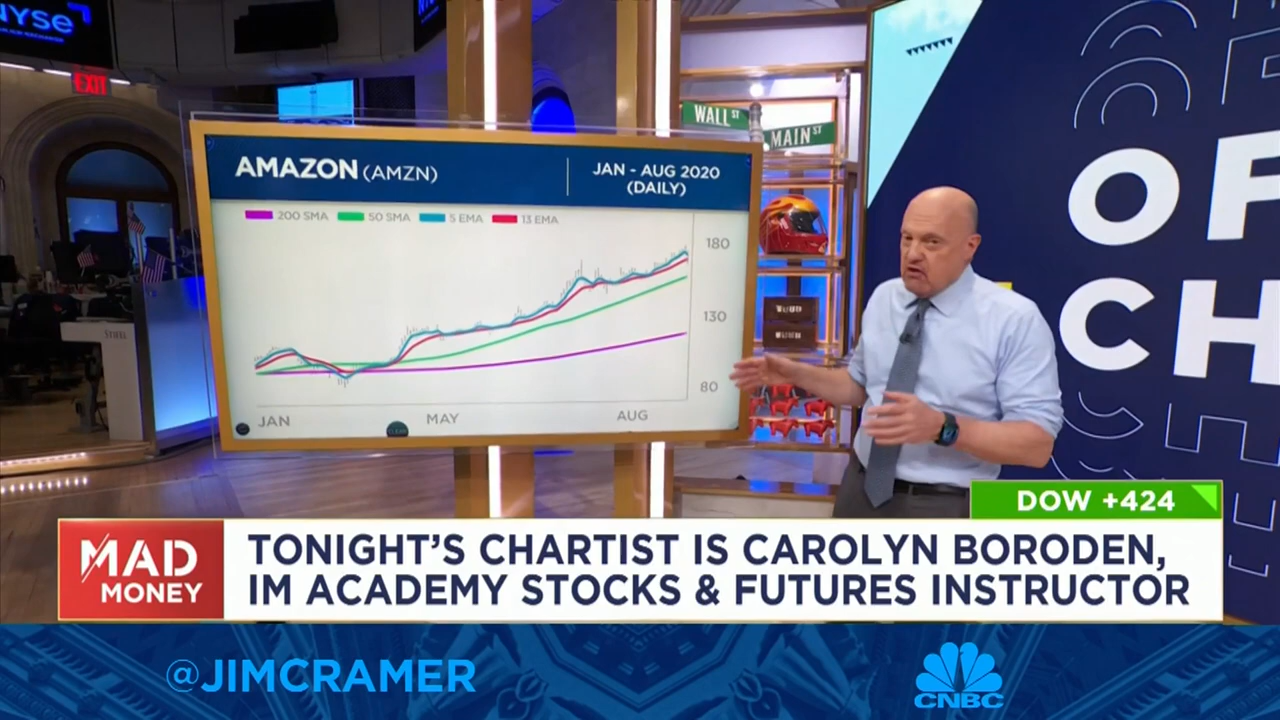 NYSE
EXIT
WALL ST
MAIN ST
AMAZON (AMZN)
JAN - AUG 2020
(DAILY)
200 SMA 50 SMA 5 EMA 13 EMA
180
130
80
JAN MAY AUG
OF
CH
DOW +424
MAD
MONEY
TONIGHT'S CHARTIST IS CAROLYN BORODEN,
IM ACADEMY STOCKS & FUTURES INSTRUCTOR
@JIMCRAMER
CNBC